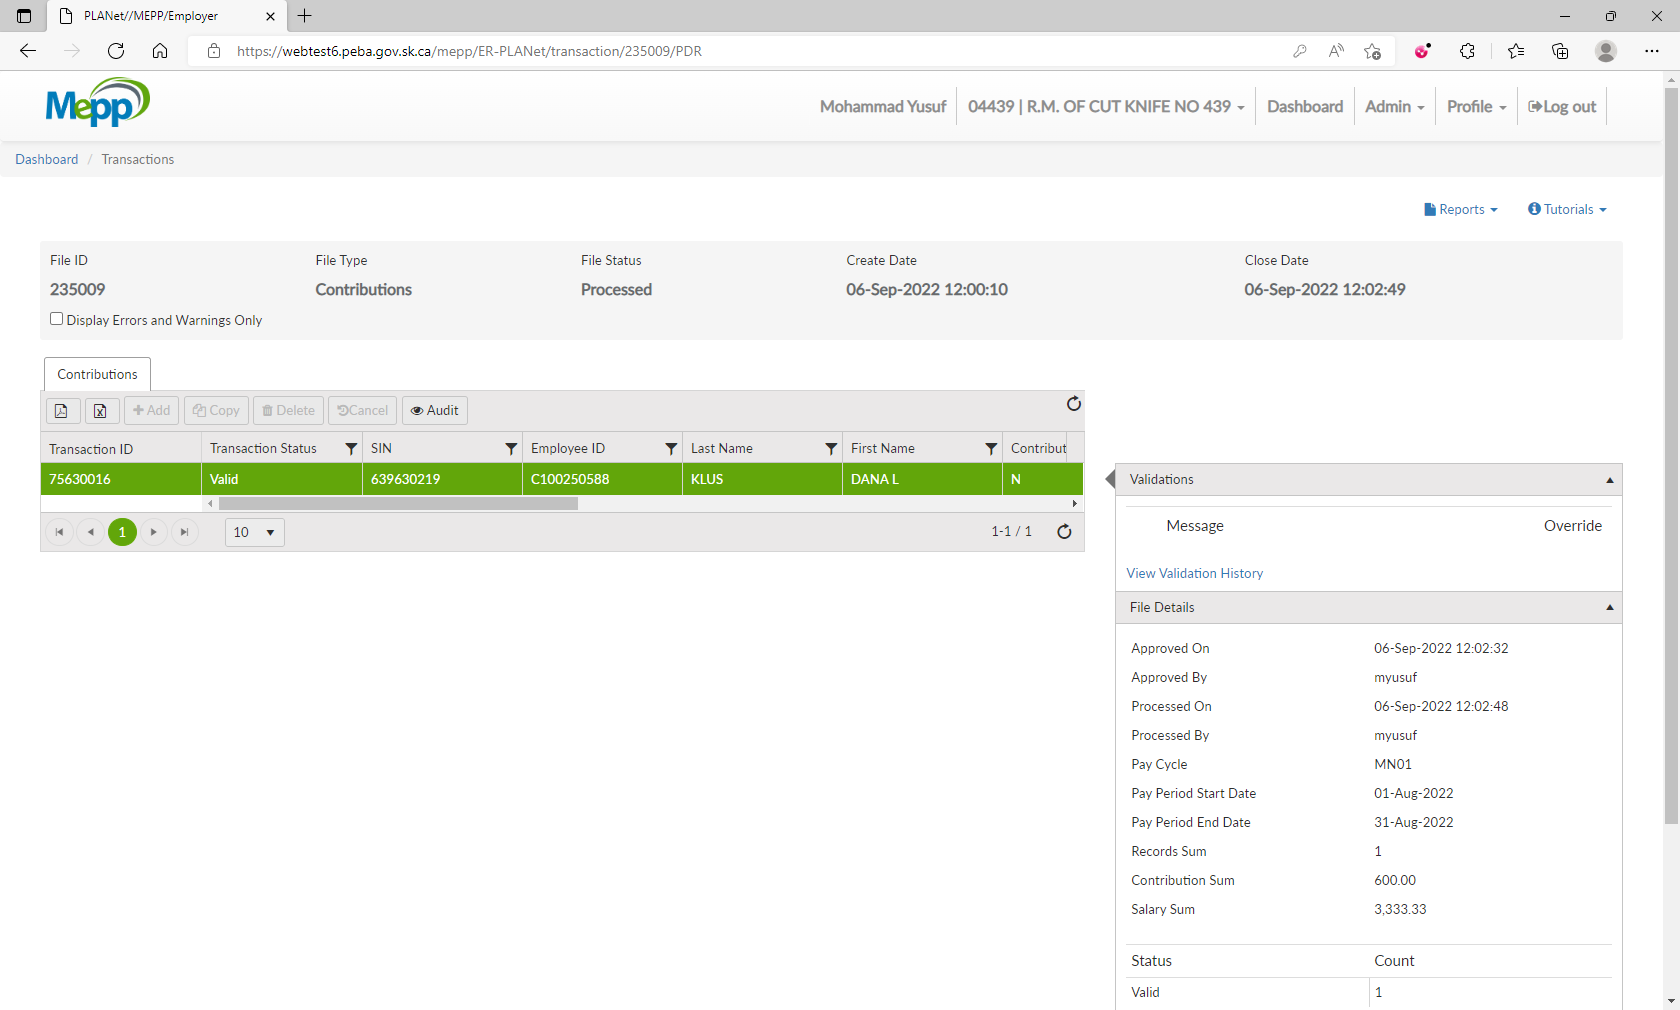 PLANet//MEPP/Employer
https://webtest6.peba.gov.sk.ca/mepp/ER-PLANet/transaction/235009/PDR
Mepp
Mohammad Yusuf
04439 | R.M. OF CUT KNIFE NO 439
Dashboard
Admin
Profile
Log out
Dashboard / Transactions
Reports
Tutorials
File ID File Type File Status Create Date Close Date
235009 Contributions Processed 06-Sep-2022 12:00:10 06-Sep-2022 12:02:49
Display Errors and Warnings Only
Contributions
Add Copy Delete Cancel Audit
Transaction ID Transaction Status SIN Employee ID Last Name First Name Contribut
75630016 Valid 639630219 C100250588 KLUS DANA L N
1 10 1-1 / 1
Validations
Message Override
View Validation History
File Details
Approved On 06-Sep-2022 12:02:32
Approved By myusuf
Processed On 06-Sep-2022 12:02:48
Processed By myusuf
Pay Cycle MN01
Pay Period Start Date 01-Aug-2022
Pay Period End Date 31-Aug-2022
Records Sum 1
Contribution Sum 600.00
Salary Sum 3,333.33
Status Count
Valid 1